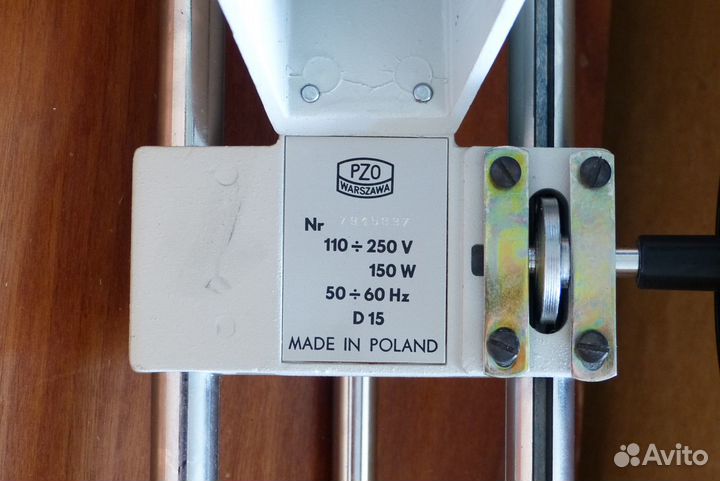 PZO
WARSZAWA
Nr
110 ÷ 250 V
150 W
50 ÷ 60 Hz
D 15
MADE IN POLAND
Avito